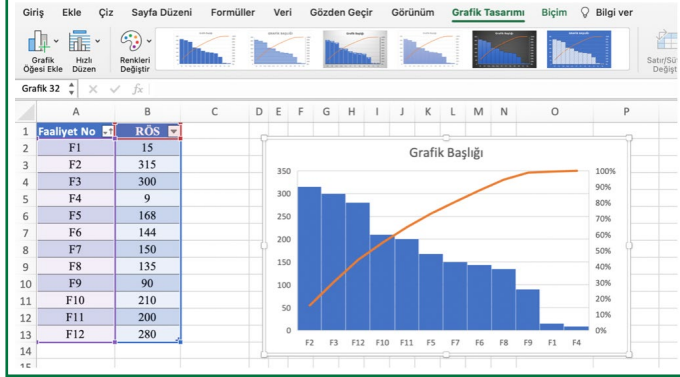 Giriş Ekle Çiz Sayfa Düzeni Formüller Veri Gözden Geçir Görünüm Grafik Tasarımı Biçim Bilgi ver
Grafik Öğesi Ekle
Hızlı Düzen
Renkleri Değiştir
Satır/Sü
Değişt
Grafik 32 fx
A B C D E F G H I J K L M N O P
1 Faaliyet No RÖS
2 F1 15
3 F2 315
4 F3 300
5 F4 9
6 F5 168
7 F6 144
8 F7 150
9 F8 135
10 F9 90
11 F10 210
12 F11 200
13 F12 280
14
15
Grafik Başlığı
350 100%
300 90%
250 80%
200 70%
150 60%
100 50%
50 40%
0 30%
20%
10%
0%
F2 F3 F12 F10 F11 F5 F7 F6 F8 F9 F1 F4